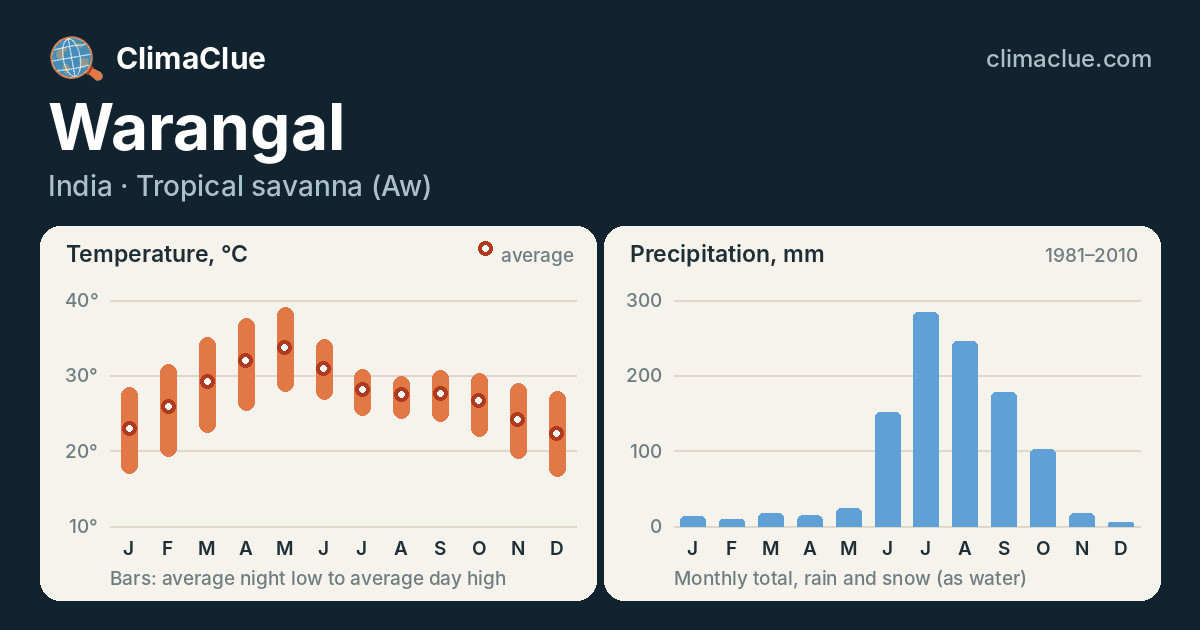 ClimaClue
climaclue.com
Warangal
India · Tropical savanna (Aw)
Temperature, °C
average
40°
30°
20°
10°
J F M A M J J A S O N D
Bars: average night low to average day high
Precipitation, mm
1981–2010
300
200
100
0
J F M A M J J A S O N D
Monthly total, rain and snow (as water)